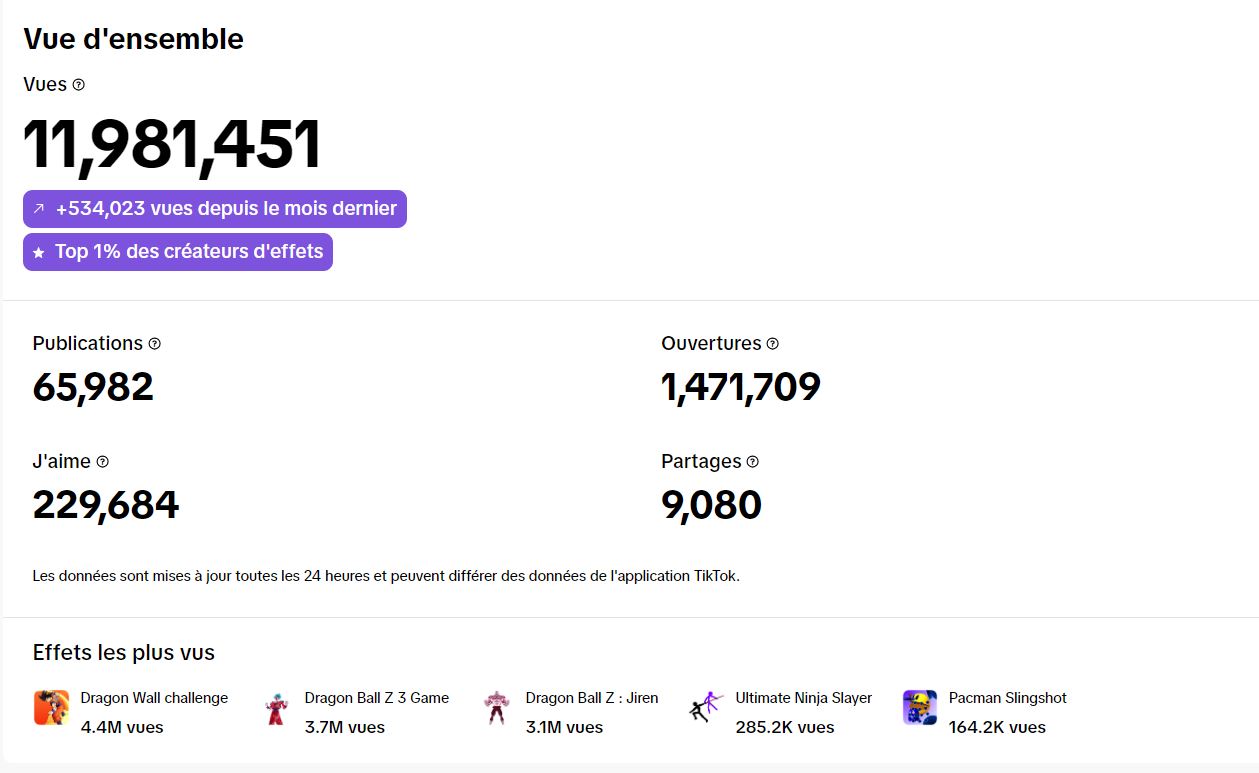 Vue d'ensemble
Vues
11,981,451
+534,023 vues depuis le mois dernier
Top 1% des créateurs d'effets
Publications
Ouvertures
65,982
1,471,709
J'aime
Partages
229,684
9,080
Les données sont mises à jour toutes les 24 heures et peuvent différer des données de l'application TikTok.
Effets les plus vus
Dragon Wall challenge
4.4M vues
Dragon Ball Z 3 Game
3.7M vues
Dragon Ball Z : Jiren
3.1M vues
Ultimate Ninja Slayer
285.2K vues
Pacman Slingshot
164.2K vues